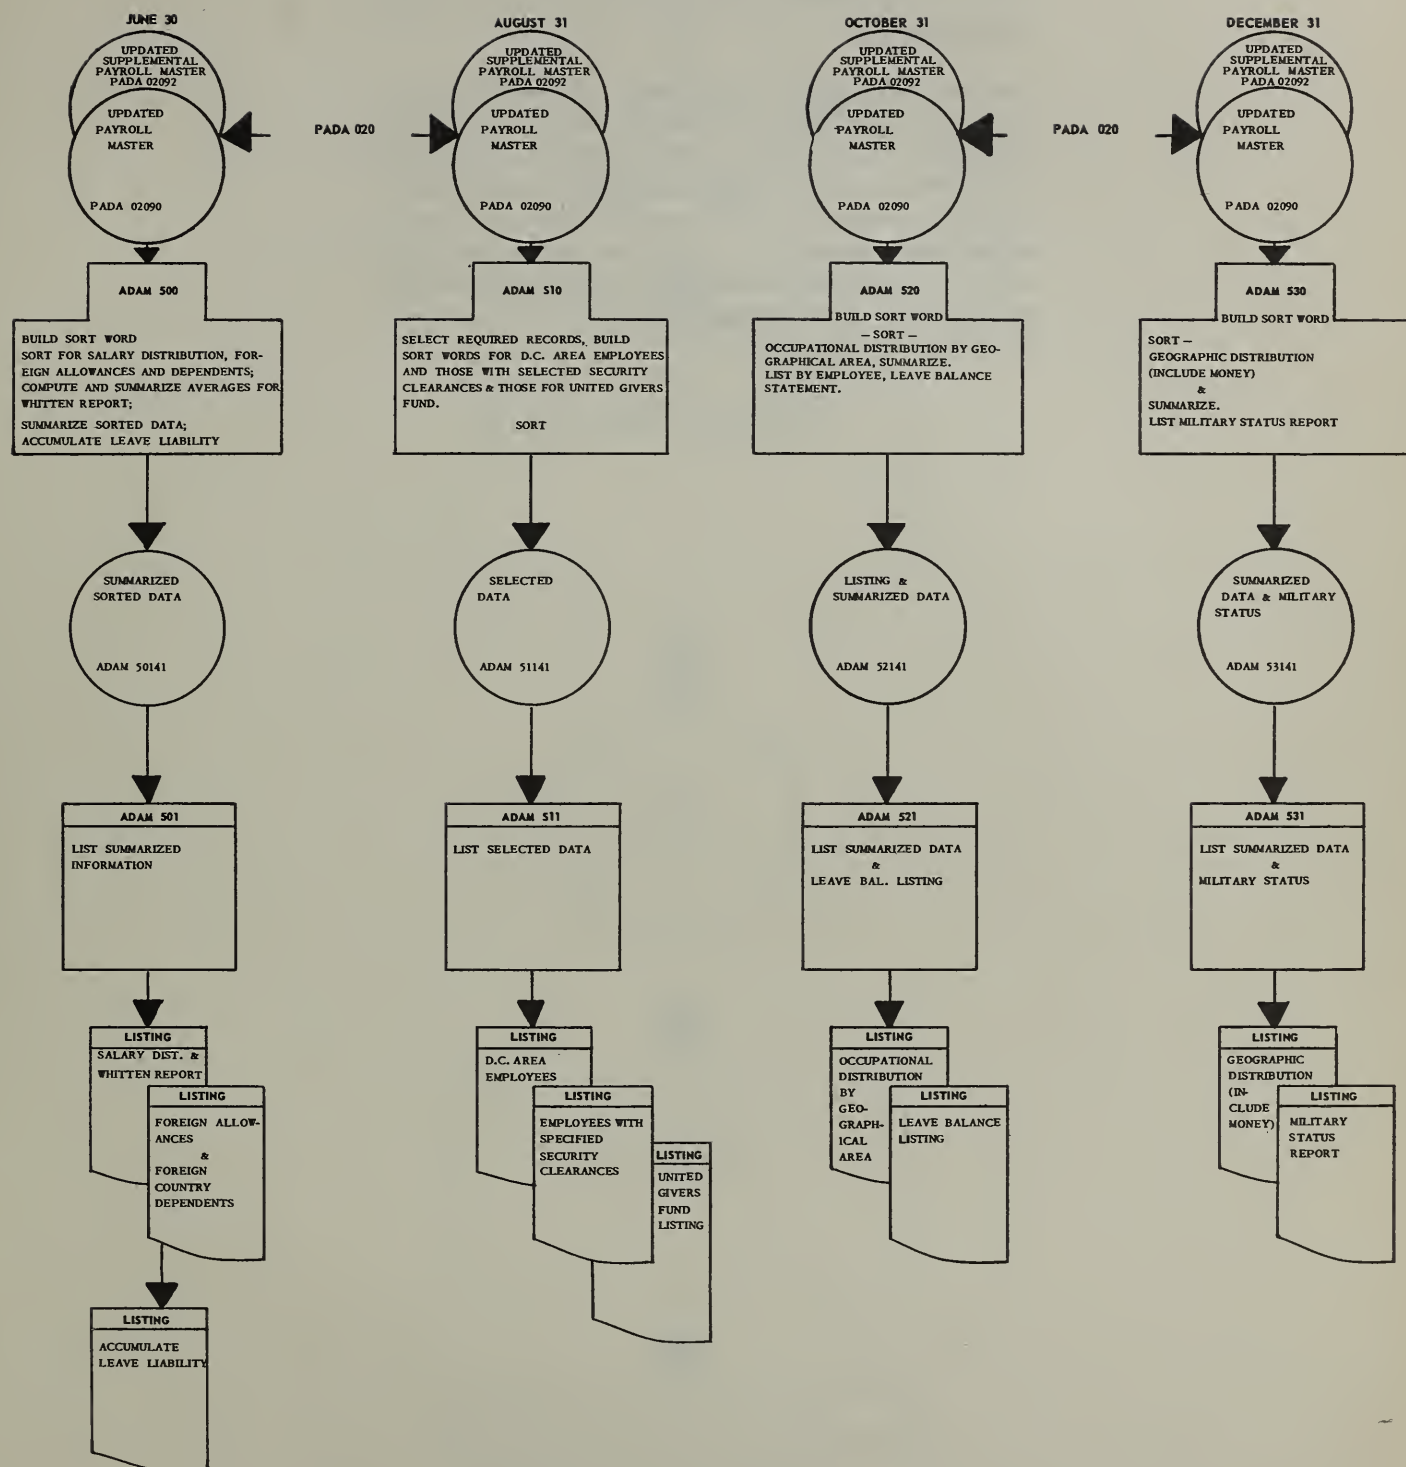 JUNE 30
UPDATED
SUPPLEMENTAL
PAYROLL MASTER
PADA 02092
UPDATED
PAYROLL
MASTER
PADA 02090
PADA 020
ADAM 500
BUILD SORT WORD
SORT FOR SALARY DISTRIBUTION, FOR-
EIGN ALLOWANCES AND DEPENDENTS;
COMPUTE AND SUMMARIZE AVERAGES FOR
WHITTEN REPORT;
SUMMARIZE SORTED DATA;
ACCUMULATE LEAVE LIABILITY
SUMMARIZED
SORTED DATA
ADAM 50141
ADAM 501
LIST SUMMARIZED
INFORMATION
LISTING
SALARY DIST. &
WHITTEN REPORT
LISTING
FOREIGN ALLOW-
ANCES
&
FOREIGN
COUNTRY
DEPENDENTS
LISTING
ACCUMULATE
LEAVE LIABILITY
AUGUST 31
UPDATED
SUPPLEMENTAL
PAYROLL MASTER
PADA 02092
UPDATED
PAYROLL
MASTER
PADA 02090
ADAM 510
SELECT REQUIRED RECORDS, BUILD
SORT WORDS FOR D.C. AREA EMPLOYEES
AND THOSE WITH SELECTED SECURITY
CLEARANCES & THOSE FOR UNITED GIVERS
FUND.
SORT
SELECTED
DATA
ADAM 51141
ADAM 511
LIST SELECTED DATA
LISTING
D.C. AREA
EMPLOYEES
LISTING
EMPLOYEES WITH
SPECIFIED
SECURITY
CLEARANCES
LISTING
UNITED
GIVERS
FUND
LISTING
OCTOBER 31
UPDATED
SUPPLEMENTAL
PAYROLL MASTER
PADA 02092
UPDATED
PAYROLL
MASTER
PADA 02090
PADA 020
ADAM 520
BUILD SORT WORD
— SORT —
OCCUPATIONAL DISTRIBUTION BY GEO-
GRAPHICAL AREA, SUMMARIZE.
LIST BY EMPLOYEE, LEAVE BALANCE
STATEMENT.
LISTING &
SUMMARIZED DATA
ADAM 52141
ADAM 521
LIST SUMMARIZED DATA
&
LEAVE BAL. LISTING
LISTING
OCCUPATIONAL
DISTRIBUTION
BY
GEO-
GRAPH-
ICAL
AREA
LISTING
LEAVE BALANCE
LISTING
DECEMBER 31
UPDATED
SUPPLEMENTAL
PAYROLL MASTER
PADA 02092
UPDATED
PAYROLL
MASTER
PADA 02090
ADAM 530
BUILD SORT WORD
SORT —
GEOGRAPHIC DISTRIBUTION
(INCLUDE MONEY)
&
SUMMARIZE.
LIST MILITARY STATUS REPORT
SUMMARIZED
DATA & MILITARY
STATUS
ADAM 53141
ADAM 531
LIST SUMMARIZED DATA
&
MILITARY STATUS
LISTING
GEOGRAPHIC
DISTRIBUTION
(IN-
CLUDE
MONEY)
LISTING
MILITARY
STATUS
REPORT